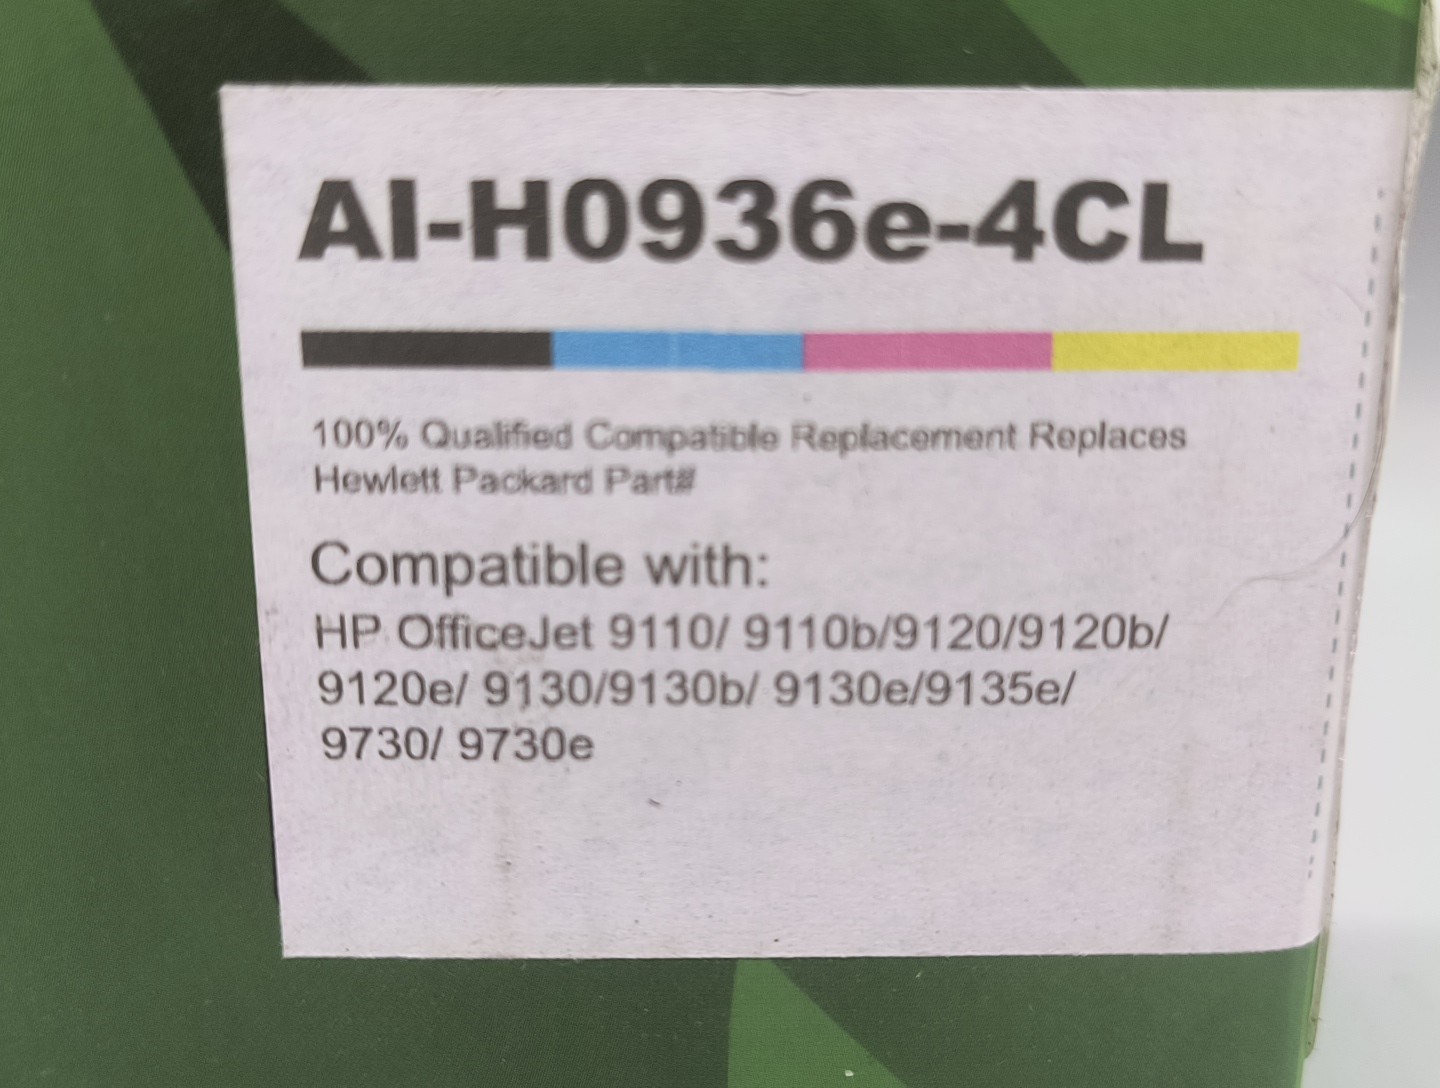 AI-H0936e-4CL
100% Qualified Compatible Replacement Replaces
Hewlett Packard Part#
Compatible with:
HP OfficeJet 9110/ 9110b/9120/9120b/
9120e/ 9130/9130b/ 9130e/9135e/
9730/ 9730e